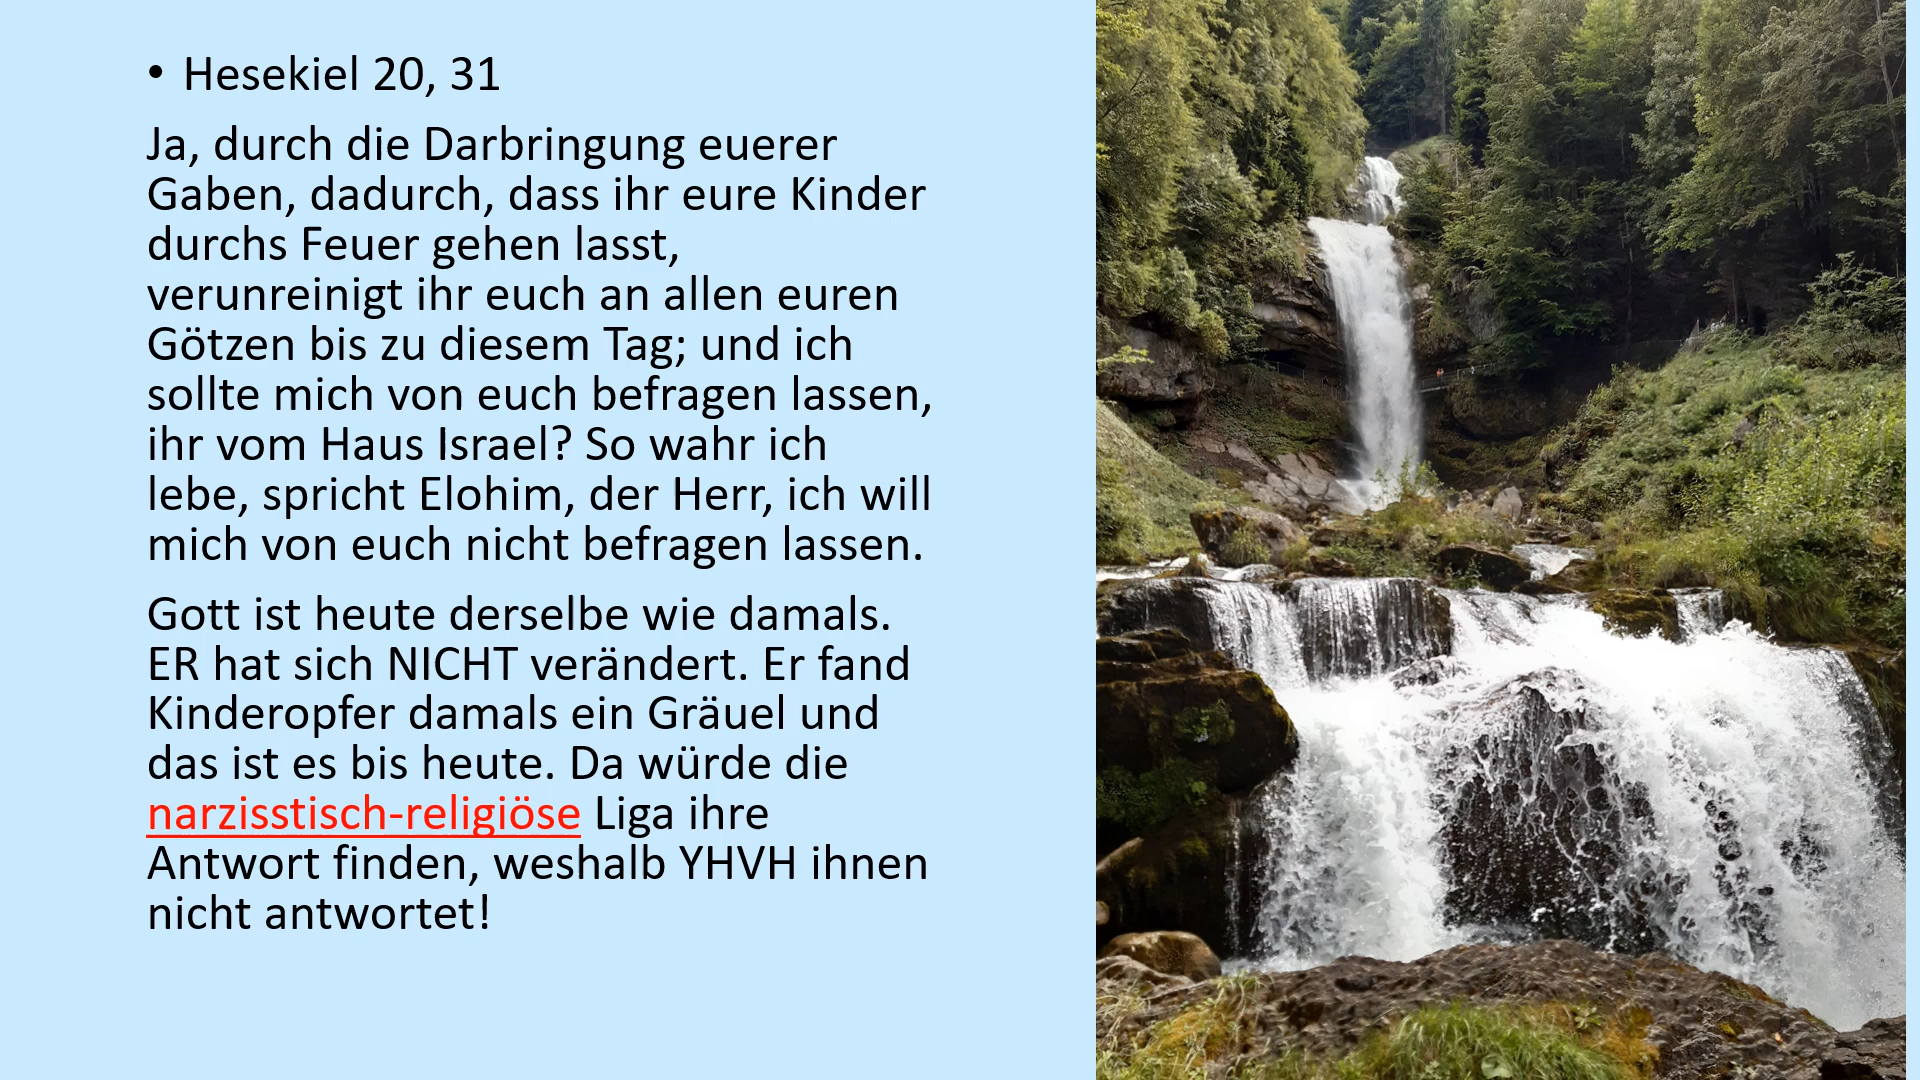 • Hesekiel 20, 31
Ja, durch die Darbringung euerer
Gaben, dadurch, dass ihr eure Kinder
durchs Feuer gehen lasst,
verunreinigt ihr euch an allen euren
Götzen bis zu diesem Tag; und ich
sollte mich von euch befragen lassen,
ihr vom Haus Israel? So wahr ich
lebe, spricht Elohim, der Herr, ich will
mich von euch nicht befragen lassen.
Gott ist heute derselbe wie damals.
ER hat sich NICHT verändert. Er fand
Kinderopfer damals ein Gräuel und
das ist es bis heute. Da würde die
narzisstisch-religiöse Liga ihre
Antwort finden, weshalb YHVH ihnen
nicht antwortet!